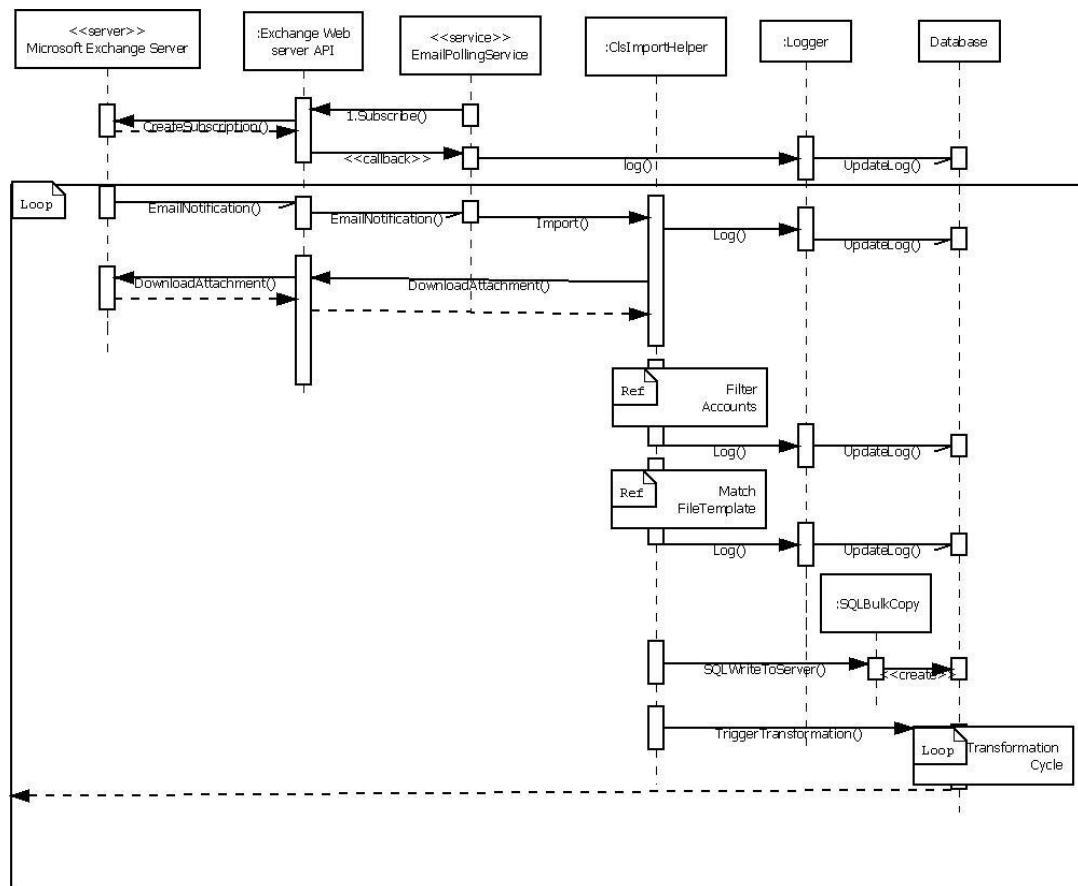 <<server>>
Microsoft Exchange Server
:Exchange Web
server API
<<service>>
EmailPollingService
:ClsImportHelper
:Logger
Database
1.Subscribe()
CreateSubscription()
<<callback>>
log()
UpdateLog()
Loop
EmailNotification()
EmailNotification()
Import()
Log()
UpdateLog()
DownloadAttachment()
DownloadAttachment()
Ref
Filter
Accounts
Log()
UpdateLog()
Ref
Match
FileTemplate
Log()
UpdateLog()
:SQLBulkCopy
SQLWriteToServer()
<<create>>
TriggerTransformation()
Loop
Transformation
Cycle